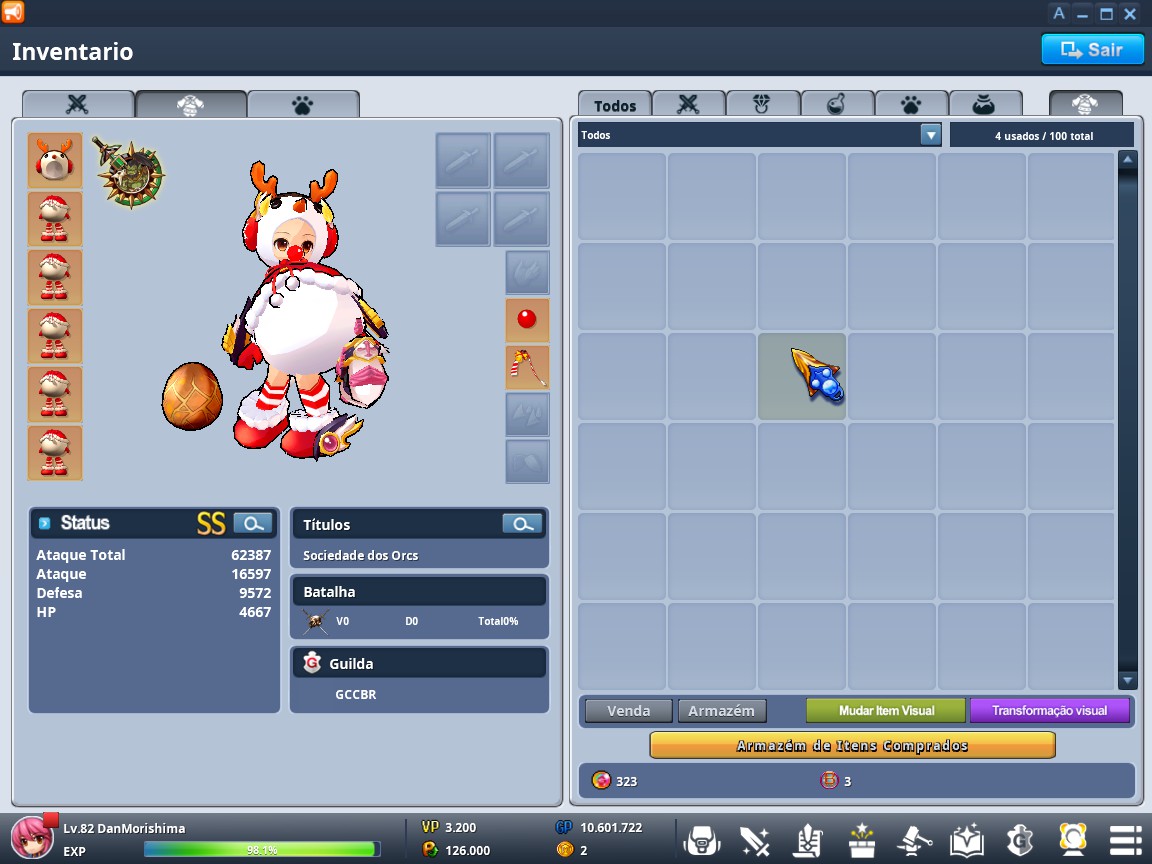 A
Inventario
Sair
Todos
Todos
4 usados / 100 total
Status
SS
Ataque Total 62387
Ataque 16597
Defesa 9572
HP 4667
Títulos
Sociedade dos Orcs
Batalha
V0 D0 Total0%
G Guilda
GCCBR
Venda
Armazém
Mudar Item Visual
Transformação visual
Armazém de Itens Comprados
323
3
Lv.82 DanMorishima
EXP 98.1%
VP 3.200
GP 10.601.722
126.000
2